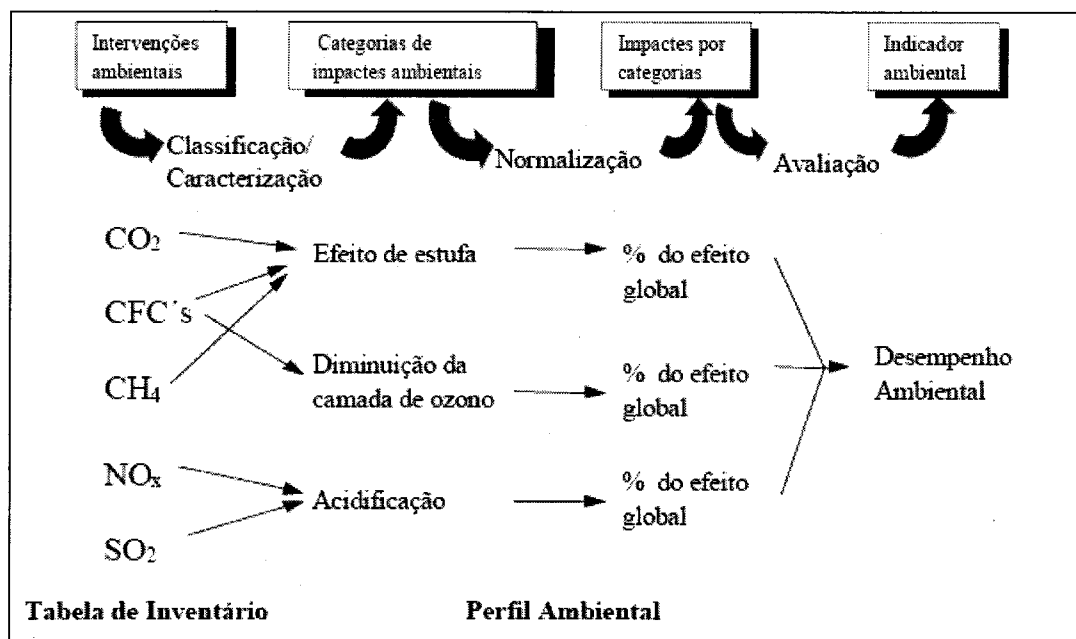 Intervenções
ambientais
Categorias de
impactes ambientais
Impactes por
categorias
Indicador
ambiental
Classificação/
Caracterização
Normalização
Avaliação
CO₂
CFC´s
CH₄
NOₓ
SO₂
Efeito de estufa
Diminuição da
camada de ozono
Acidificação
% do efeito
global
% do efeito
global
% do efeito
global
Desempenho
Ambiental
Tabela de Inventário
Perfil Ambiental